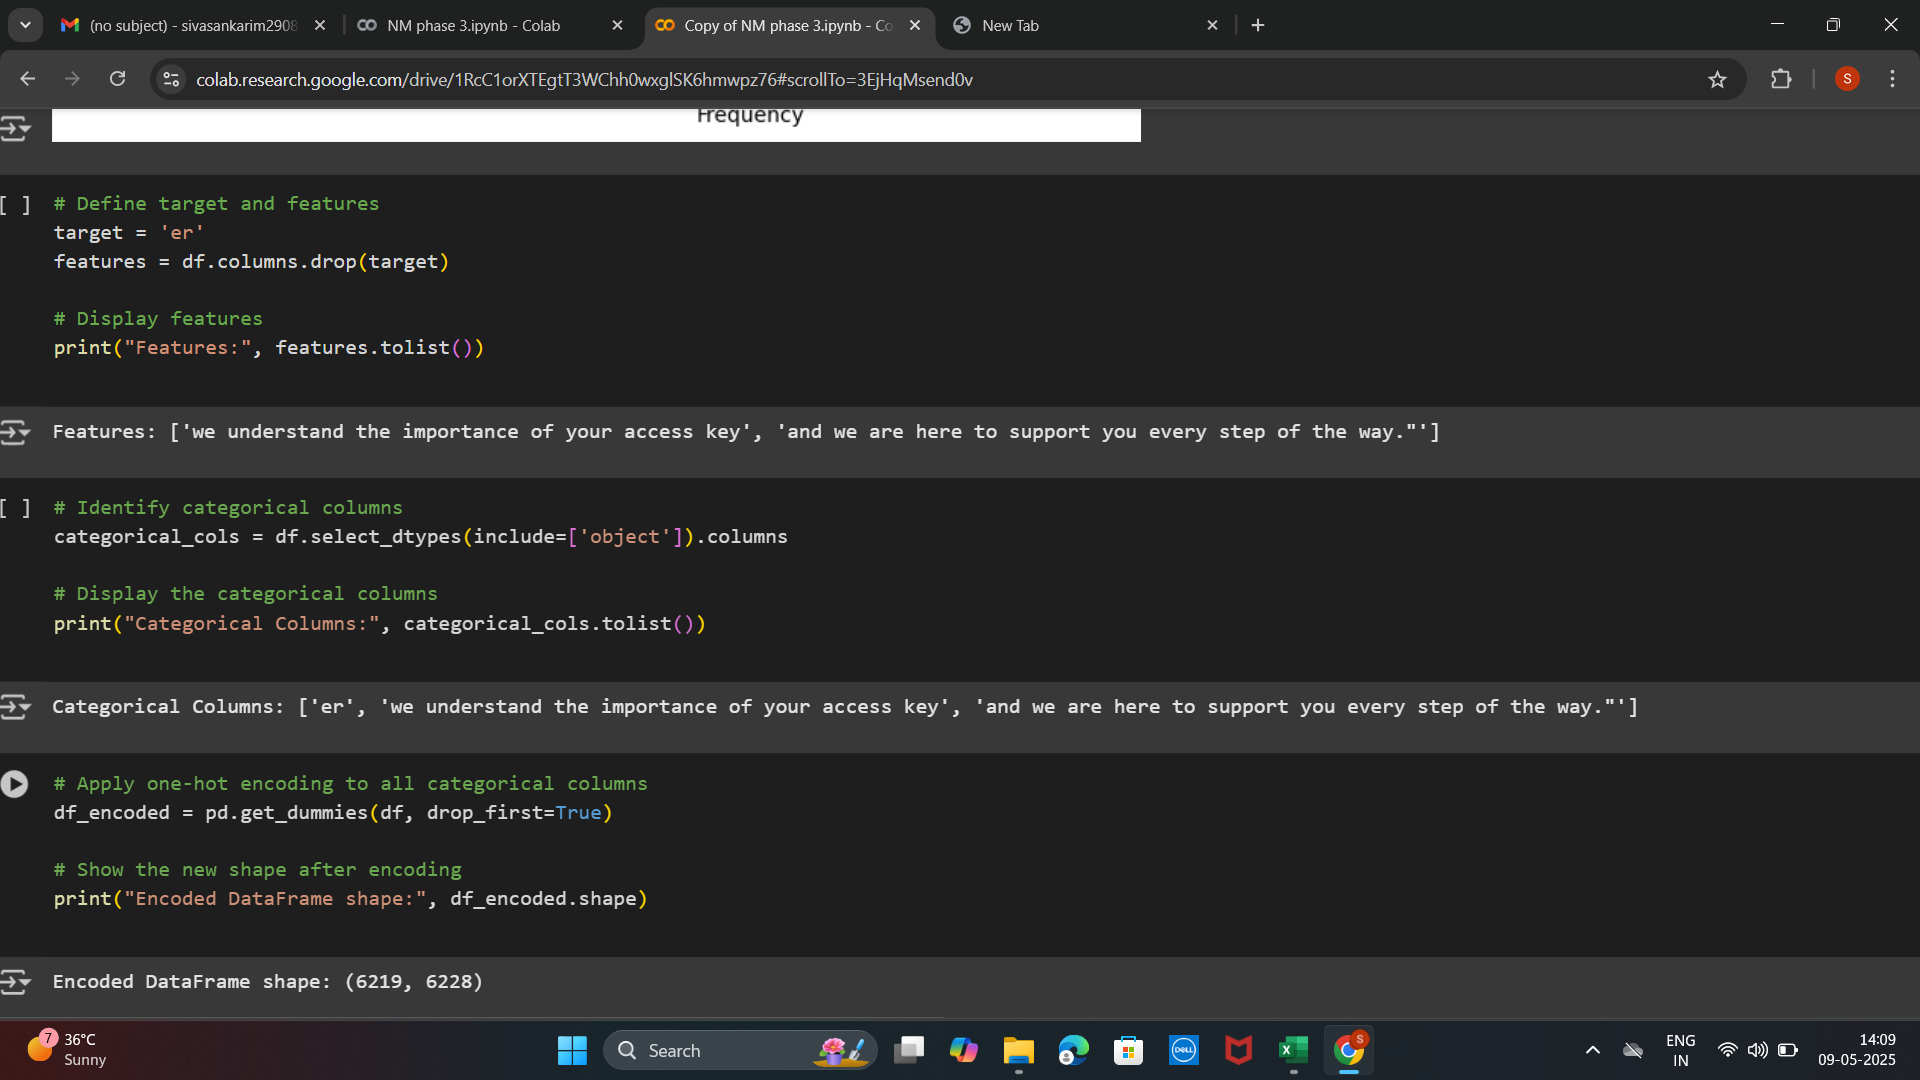 (no subject) - sivasankarim2908
NM phase 3.ipynb - Colab
Copy of NM phase 3.ipynb - Co
New Tab
colab.research.google.com/drive/1RcC1orXTEgtT3WChh0wxglSK6hmwpz76#scrollTo=3EjHqMsend0v
S
Frequency
[ ] # Define target and features
target = 'er'
features = df.columns.drop(target)
# Display features
print("Features:", features.tolist())
Features: ['we understand the importance of your access key', 'and we are here to support you every step of the way."']
[ ] # Identify categorical columns
categorical_cols = df.select_dtypes(include=['object']).columns
# Display the categorical columns
print("Categorical Columns:", categorical_cols.tolist())
Categorical Columns: ['er', 'we understand the importance of your access key', 'and we are here to support you every step of the way."']
# Apply one-hot encoding to all categorical columns
df_encoded = pd.get_dummies(df, drop_first=True)
# Show the new shape after encoding
print("Encoded DataFrame shape:", df_encoded.shape)
Encoded DataFrame shape: (6219, 6228)
7
36°C
Sunny
Search
DELL
X
S
ENG
IN
14:09
09-05-2025